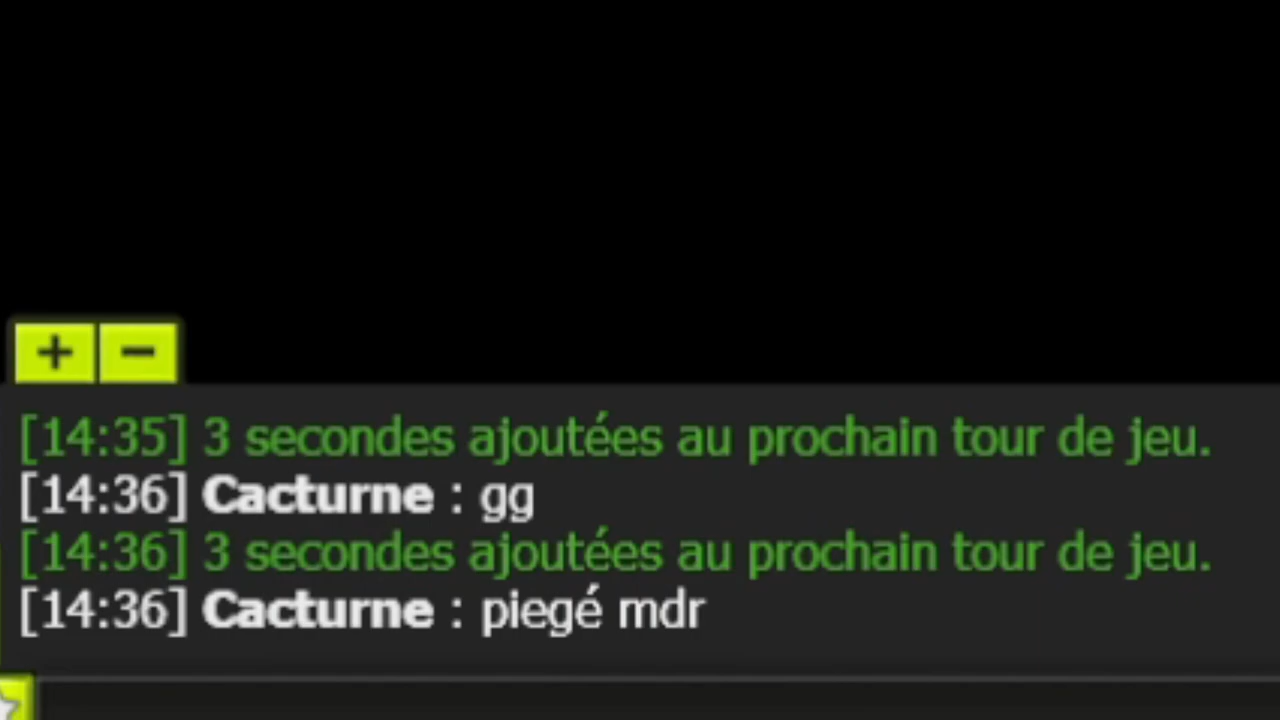 + -
[14:35] 3 secondes ajoutées au prochain tour de jeu.
[14:36] Cacturne : gg
[14:36] 3 secondes ajoutées au prochain tour de jeu.
[14:36] Cacturne : piegé mdr